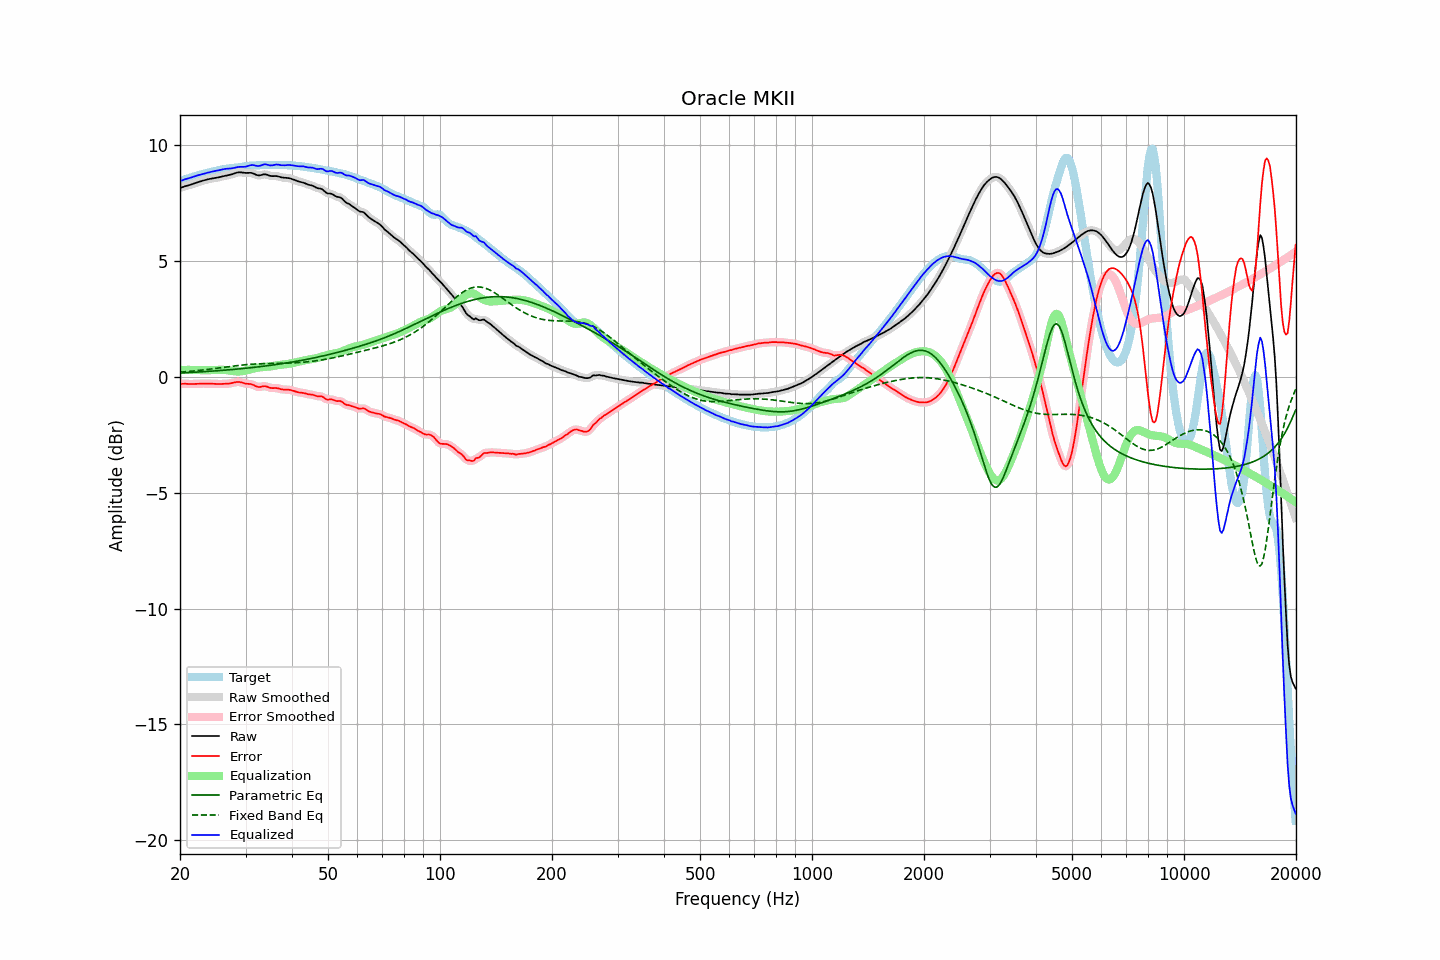 Oracle MKII
Amplitude (dBr)
10
5
0
−5
−10
−15
−20
Target
Raw Smoothed
Error Smoothed
Raw
Error
Equalization
Parametric Eq
Fixed Band Eq
Equalized
20 50 100 200 500 1000 2000 5000 10000 20000
Frequency (Hz)